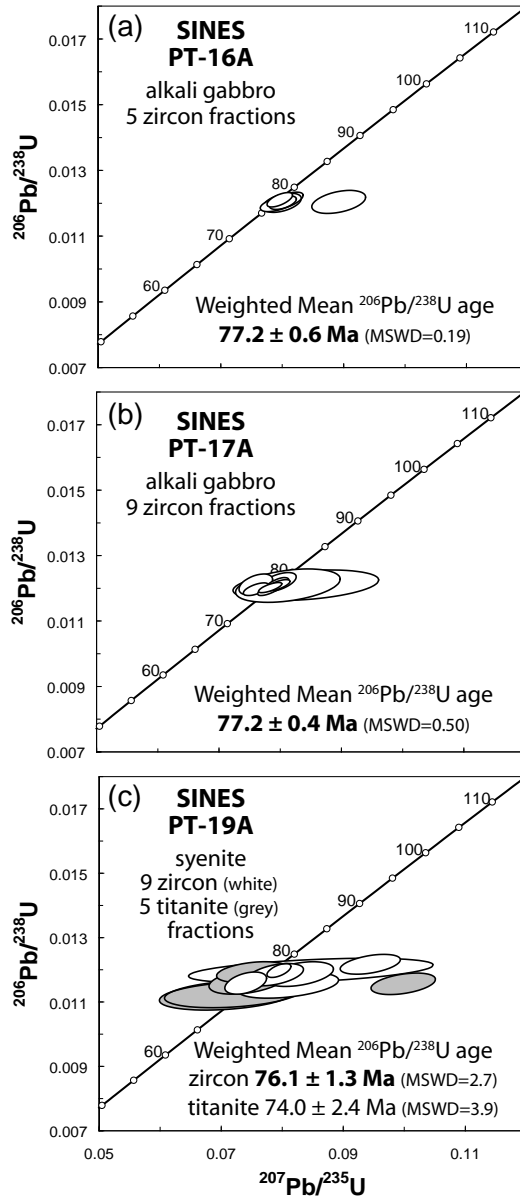 (a)
SINES
PT-16A
alkali gabbro
5 zircon fractions
0.017
0.015
0.013
0.011
0.009
0.007
²⁰⁶Pb/²³⁸U
60
70
80
90
100
110
Weighted Mean ²⁰⁶Pb/²³⁸U age
77.2 ± 0.6 Ma (MSWD=0.19)
(b)
SINES
PT-17A
alkali gabbro
9 zircon fractions
0.017
0.015
0.013
0.011
0.009
0.007
²⁰⁶Pb/²³⁸U
60
70
80
90
100
110
Weighted Mean ²⁰⁶Pb/²³⁸U age
77.2 ± 0.4 Ma (MSWD=0.50)
(c)
SINES
PT-19A
syenite
9 zircon (white)
5 titanite (grey)
fractions
0.017
0.015
0.013
0.011
0.009
0.007
²⁰⁶Pb/²³⁸U
60
80
90
100
110
Weighted Mean ²⁰⁶Pb/²³⁸U age
zircon 76.1 ± 1.3 Ma (MSWD=2.7)
titanite 74.0 ± 2.4 Ma (MSWD=3.9)
0.05 0.07 0.09 0.11
²⁰⁷Pb/²³⁵U